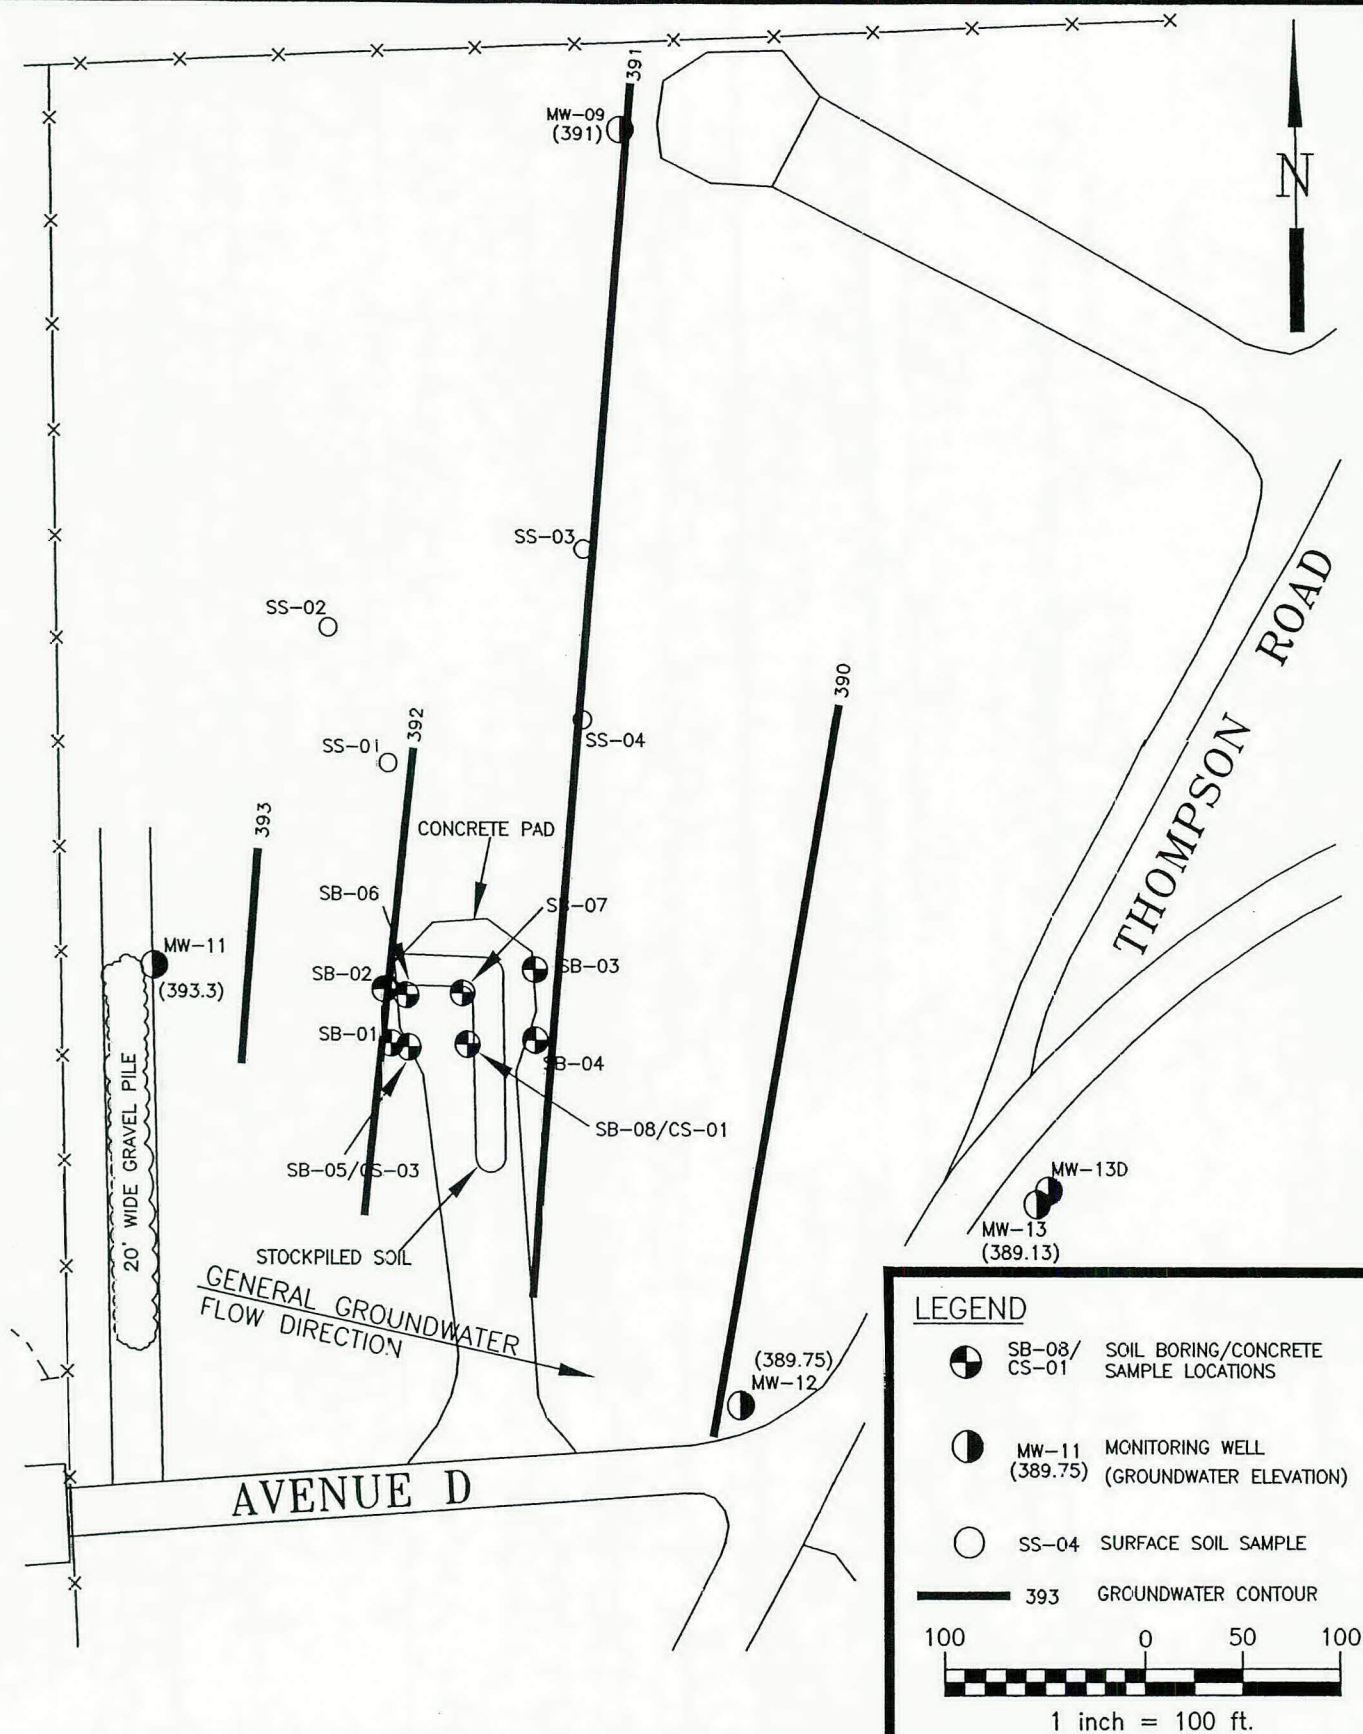 391
MW-09
(391)
N
SS-03
SS-02
ROAD
390
392
SS-01
SS-04
THOMPSON
393
CONCRETE PAD
SB-06
SB-07
MW-11
(393.3)
SB-02
SB-03
SB-01
SB-04
20' WIDE GRAVEL PILE
SB-08/CS-01
SB-05/CS-03
MW-13D
MW-13
(389.13)
STOCKPILED SOIL
GENERAL GROUNDWATER
FLOW DIRECTION
(389.75)
MW-12
AVENUE D
LEGEND
SB-08/ SOIL BORING/CONCRETE
CS-01 SAMPLE LOCATIONS
MW-11 MONITORING WELL
(389.75) (GROUNDWATER ELEVATION)
SS-04 SURFACE SOIL SAMPLE
393 GROUNDWATER CONTOUR
100 0 50 100
1 inch = 100 ft.